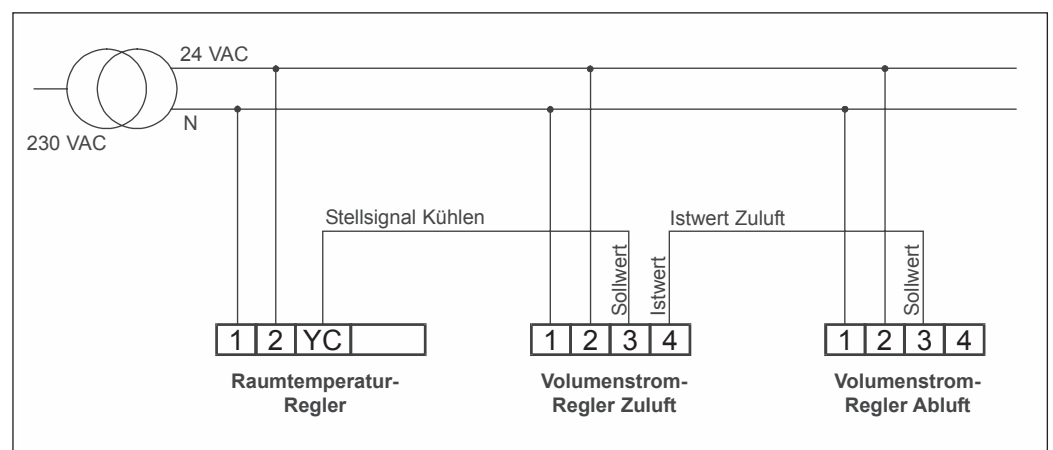 24 VAC
N
230 VAC
Stellsignal Kühlen
Istwert Zuluft
Sollwert
Istwert
Sollwert
1 2 YC
1 2 3 4
1 2 3 4
Raumtemperatur-
Regler
Volumenstrom-
Regler Zuluft
Volumenstrom-
Regler Abluft